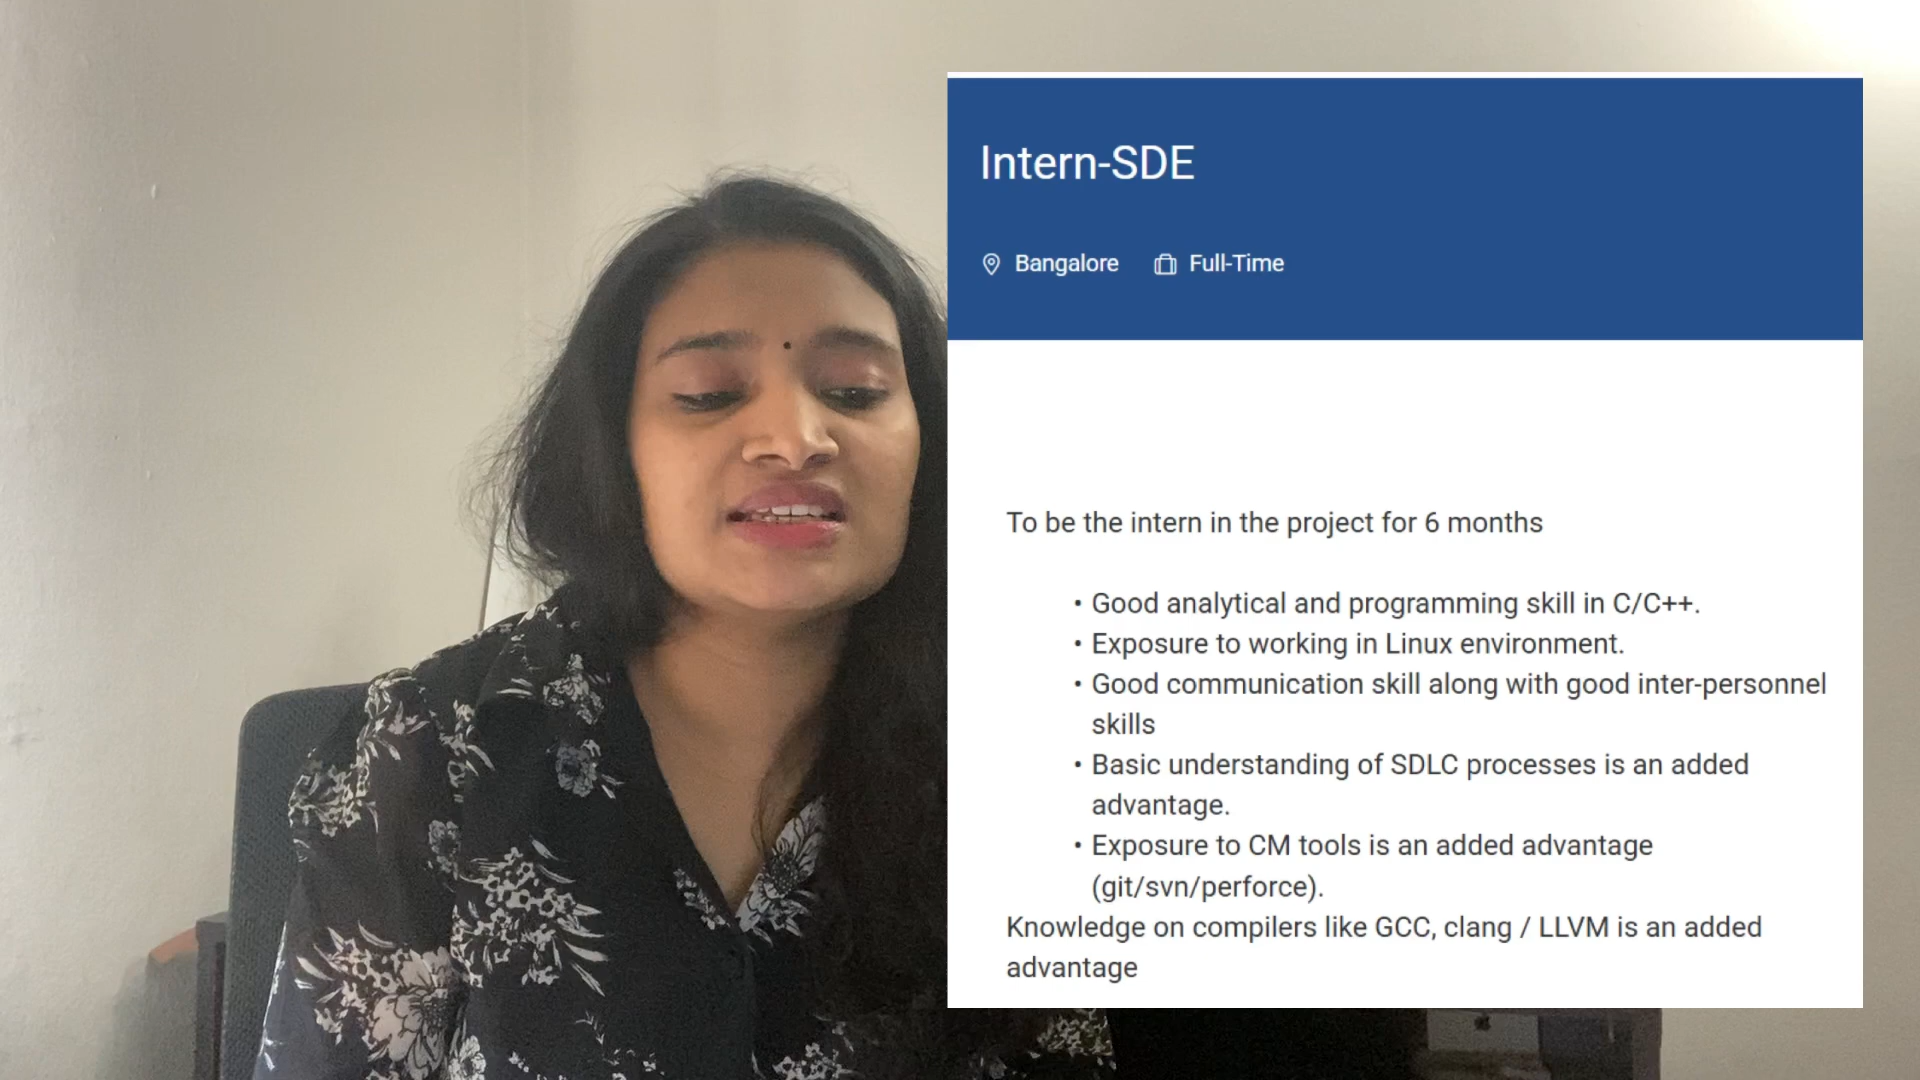 Intern-SDE
Bangalore Full-Time
To be the intern in the project for 6 months
• Good analytical and programming skill in C/C++.
• Exposure to working in Linux environment.
• Good communication skill along with good inter-personnel
skills
• Basic understanding of SDLC processes is an added
advantage.
• Exposure to CM tools is an added advantage
(git/svn/perforce).
Knowledge on compilers like GCC, clang / LLVM is an added
advantage